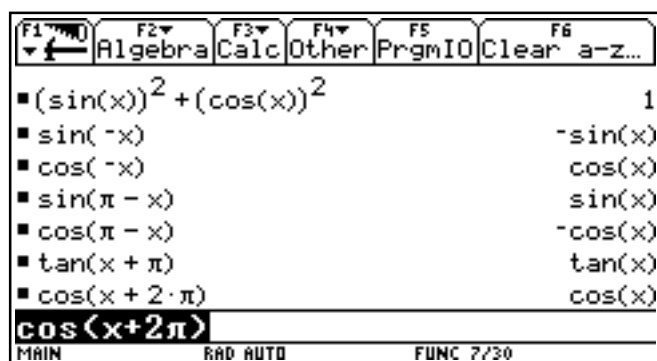 F1 F2 Algebra F3 Calc F4 Other F5 PrgmIO F6 Clear a-z…
(sin(x))² + (cos(x))² 1
sin(⁻x) ⁻sin(x)
cos(⁻x) cos(x)
sin(π − x) sin(x)
cos(π − x) ⁻cos(x)
tan(x + π) tan(x)
cos(x + 2·π) cos(x)
cos(x+2π)
MAIN RAD AUTO FUNC 7/30